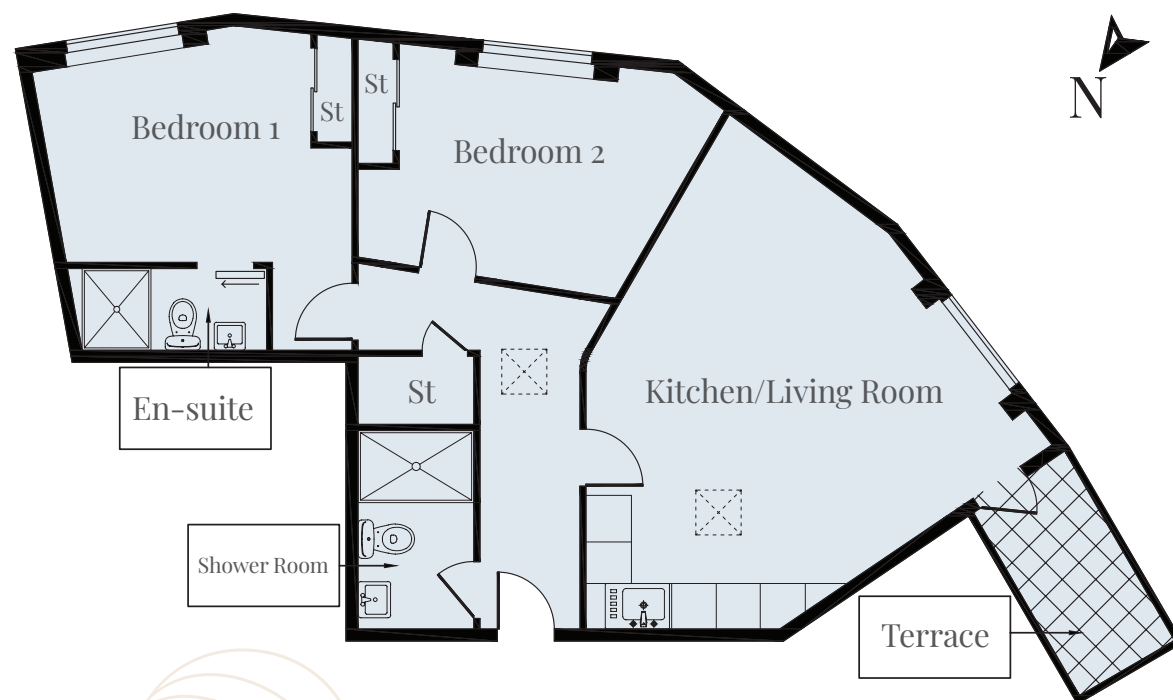 N
St
St
Bedroom 1
Bedroom 2
Kitchen/Living Room
St
En-suite
Shower Room
Terrace